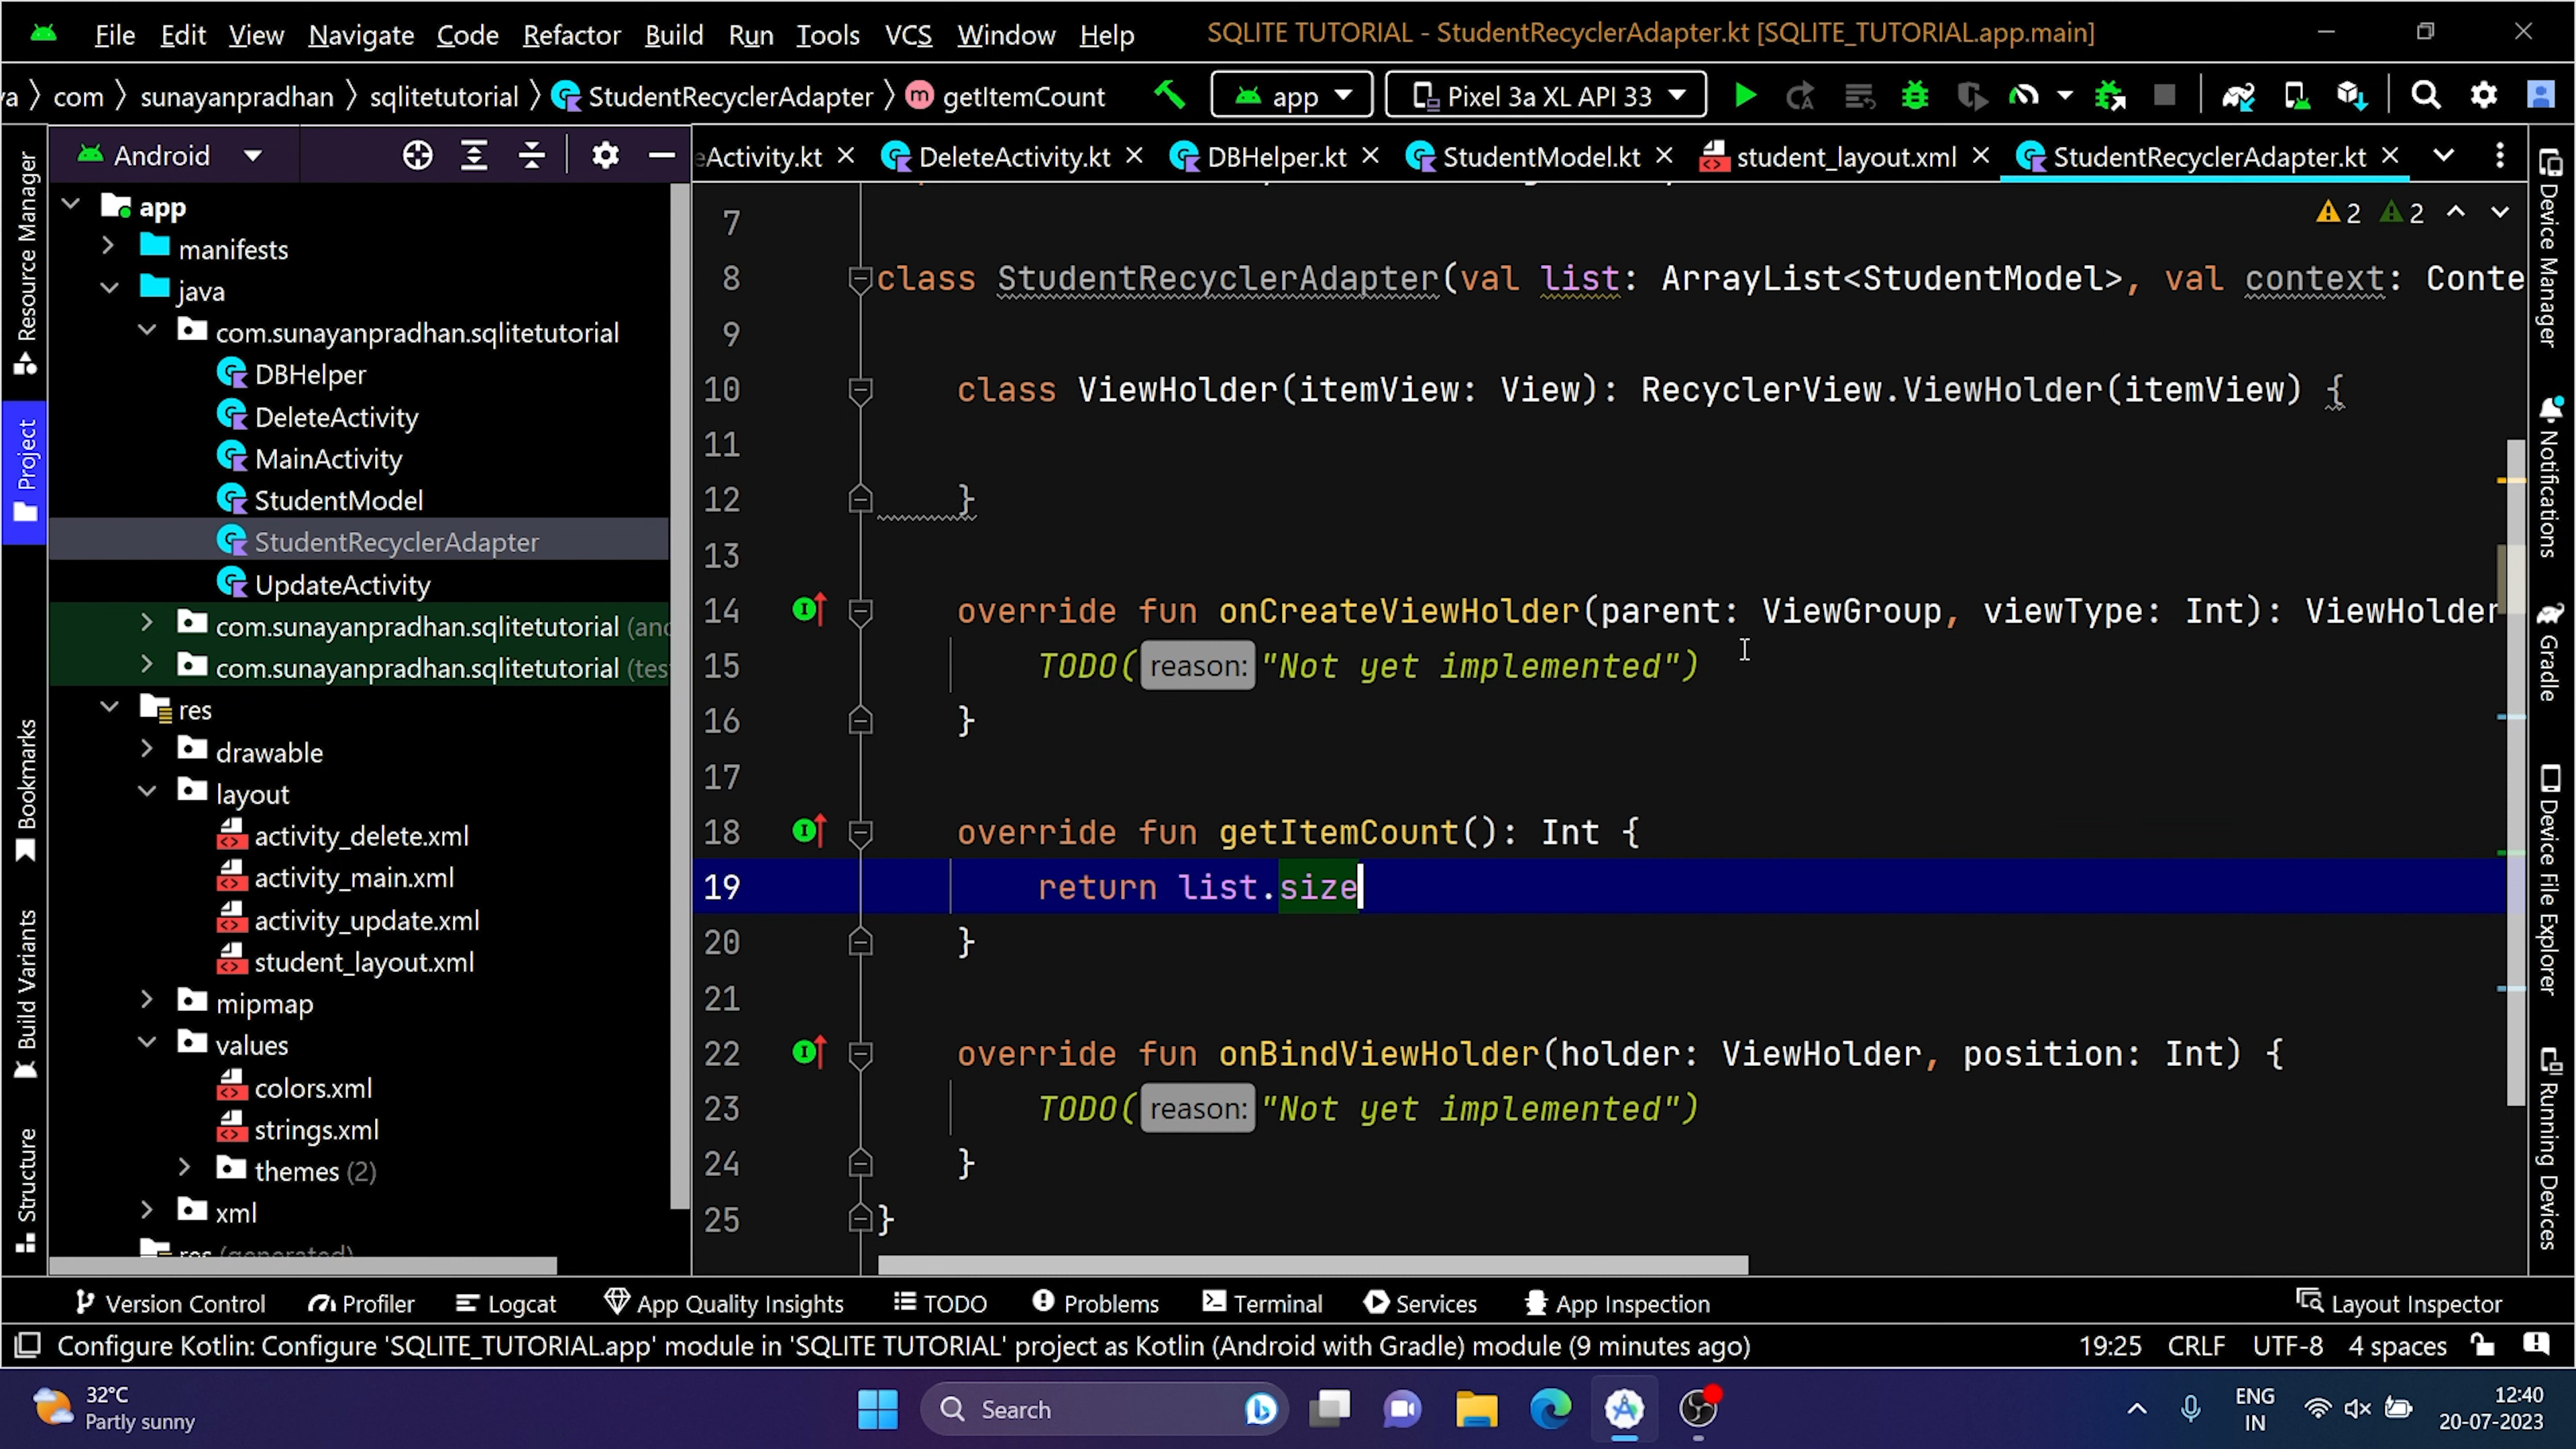 File Edit View Navigate Code Refactor Build Run Tools VCS Window Help SQLITE TUTORIAL - StudentRecyclerAdapter.kt [SQLITE_TUTORIAL.app.main]
com sunayanpradhan sqlitetutorial StudentRecyclerAdapter getItemCount app Pixel 3a XL API 33
Android
eActivity.kt DeleteActivity.kt DBHelper.kt StudentModel.kt student_layout.xml StudentRecyclerAdapter.kt
Resource Manager
Project
Bookmarks
Build Variants
Structure
app
manifests
java
com.sunayanpradhan.sqlitetutorial
DBHelper
DeleteActivity
MainActivity
StudentModel
StudentRecyclerAdapter
UpdateActivity
com.sunayanpradhan.sqlitetutorial (and
com.sunayanpradhan.sqlitetutorial (tes
res
drawable
layout
activity_delete.xml
activity_main.xml
activity_update.xml
student_layout.xml
mipmap
values
colors.xml
strings.xml
themes (2)
xml
res (generated)
2 2
7
8 class StudentRecyclerAdapter(val list: ArrayList<StudentModel>, val context: Conte
9
10 class ViewHolder(itemView: View): RecyclerView.ViewHolder(itemView) {
11
12 }
13
14 override fun onCreateViewHolder(parent: ViewGroup, viewType: Int): ViewHolder
15 TODO( reason: "Not yet implemented")
16 }
17
18 override fun getItemCount(): Int {
19 return list.size
20 }
21
22 override fun onBindViewHolder(holder: ViewHolder, position: Int) {
23 TODO( reason: "Not yet implemented")
24 }
25 }
Device Manager
Notifications
Gradle
Device File Explorer
Running Devices
Version Control Profiler Logcat App Quality Insights TODO Problems Terminal Services App Inspection Layout Inspector
Configure Kotlin: Configure 'SQLITE_TUTORIAL.app' module in 'SQLITE TUTORIAL' project as Kotlin (Android with Gradle) module (9 minutes ago) 19:25 CRLF UTF-8 4 spaces
32°C
Partly sunny
Search
ENG
IN
12:40
20-07-2023